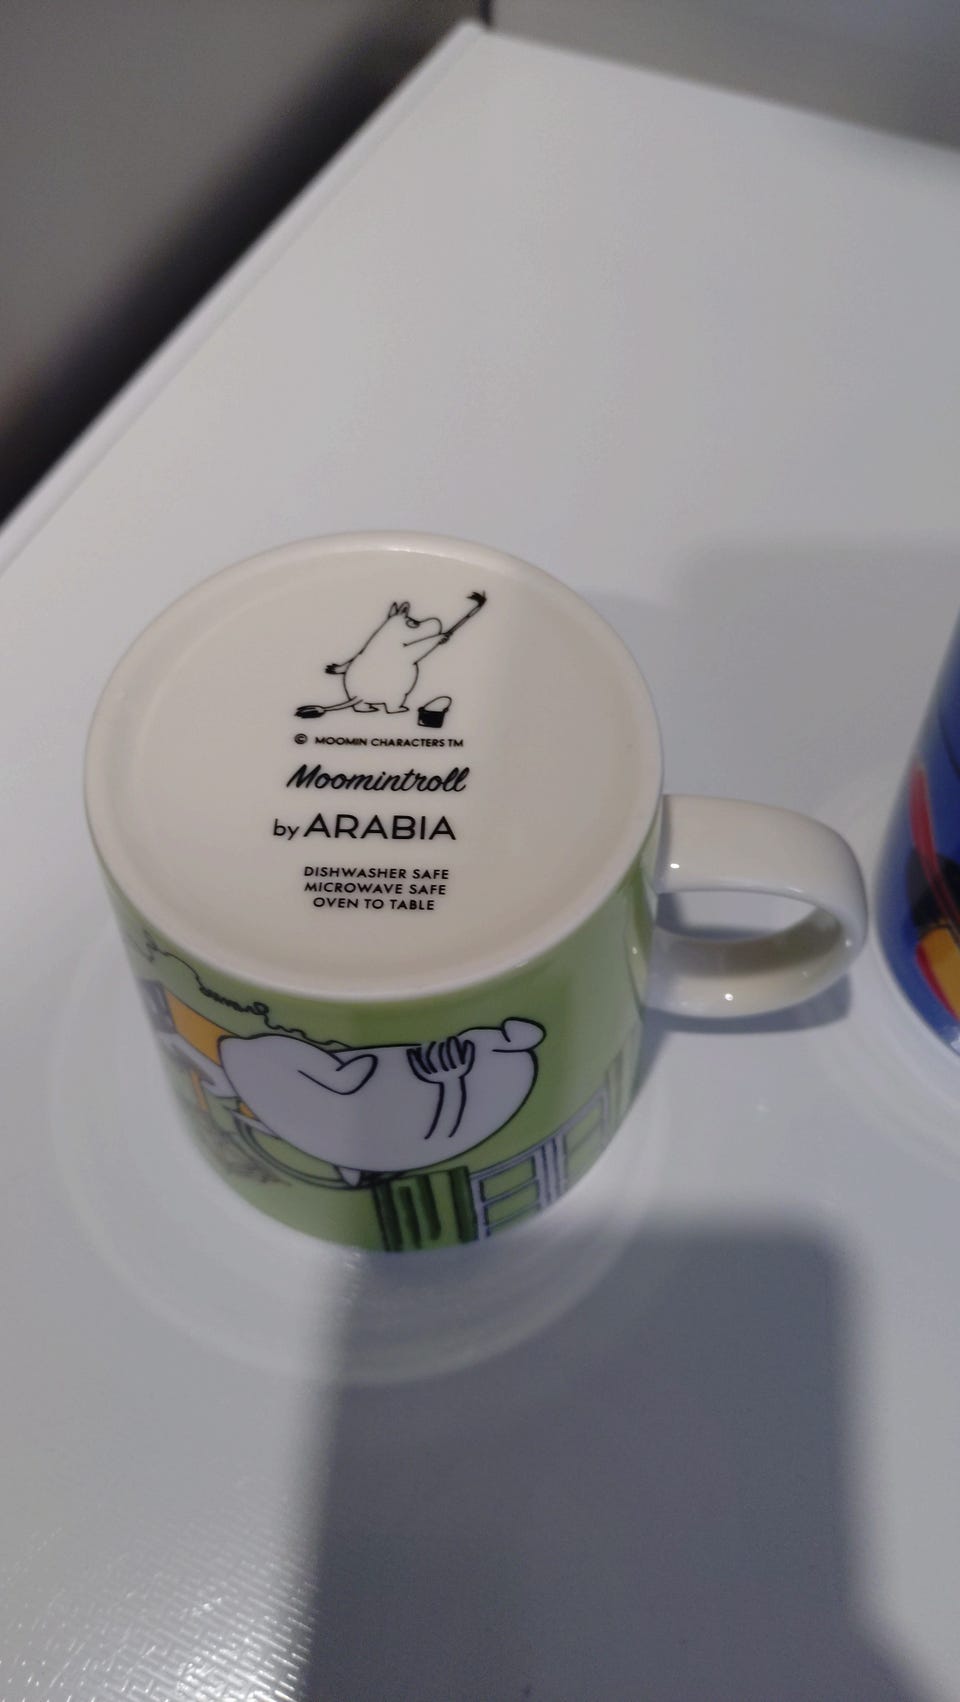 © MOOMIN CHARACTERS TM
Moomintroll
by ARABIA
DISHWASHER SAFE
MICROWAVE SAFE
OVEN TO TABLE